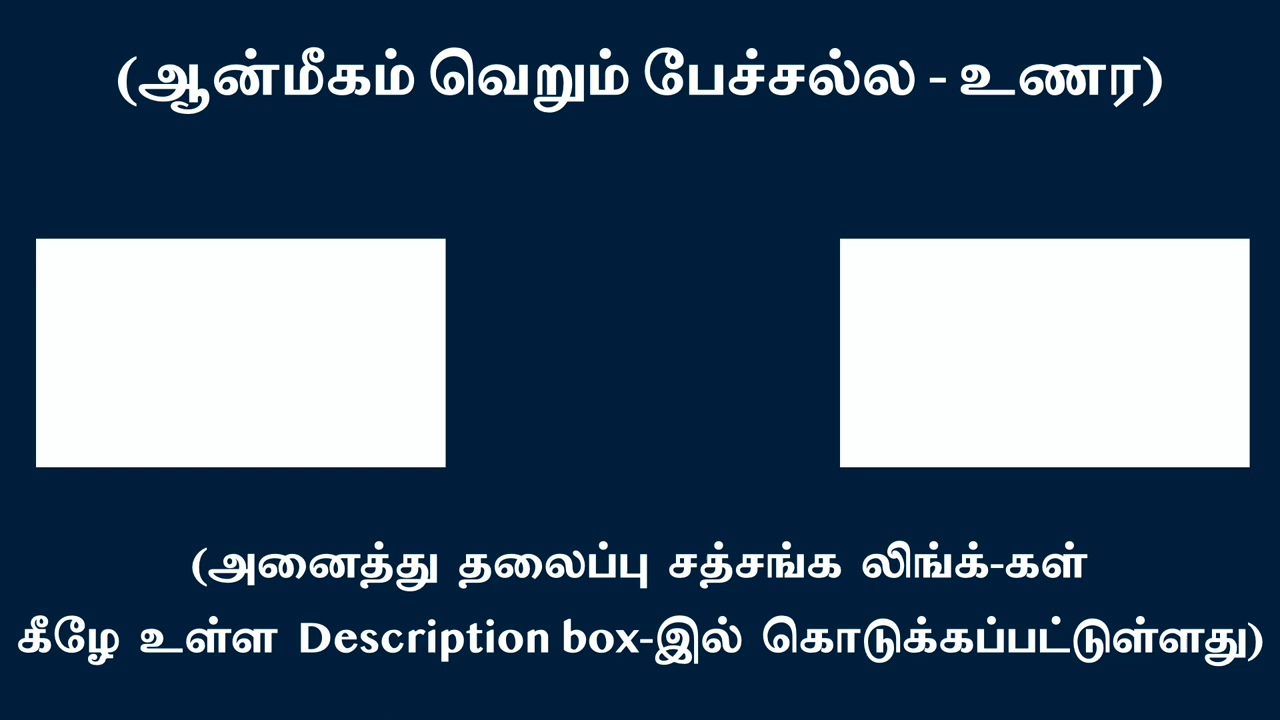 (ஆன்மீகம் வெறும் பேச்சல்ல - உணர)
(அனைத்து தலைப்பு சத்சங்க லிங்க்-கள்
கீழே உள்ள Description box-இல் கொடுக்கப்பட்டுள்ளது)